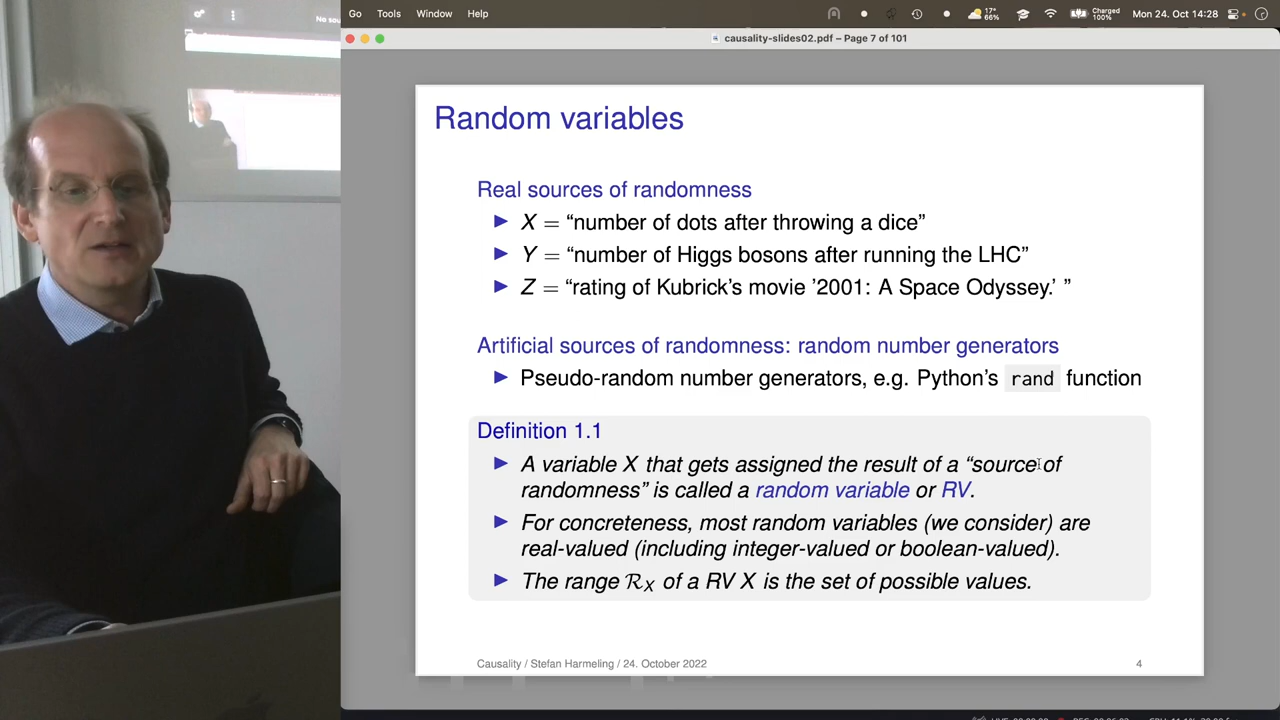 Go Tools Window Help
17°
66%
Charged
100%
Mon 24. Oct 14:28
causality-slides02.pdf – Page 7 of 101
Random variables
Real sources of randomness
▶ X = “number of dots after throwing a dice”
▶ Y = “number of Higgs bosons after running the LHC”
▶ Z = “rating of Kubrick’s movie ’2001: A Space Odyssey.’ ”
Artificial sources of randomness: random number generators
▶ Pseudo-random number generators, e.g. Python’s rand function
Definition 1.1
▶ A variable X that gets assigned the result of a “source of
randomness” is called a random variable or RV.
▶ For concreteness, most random variables (we consider) are
real-valued (including integer-valued or boolean-valued).
▶ The range ℛX of a RV X is the set of possible values.
Causality / Stefan Harmeling / 24. October 2022
4